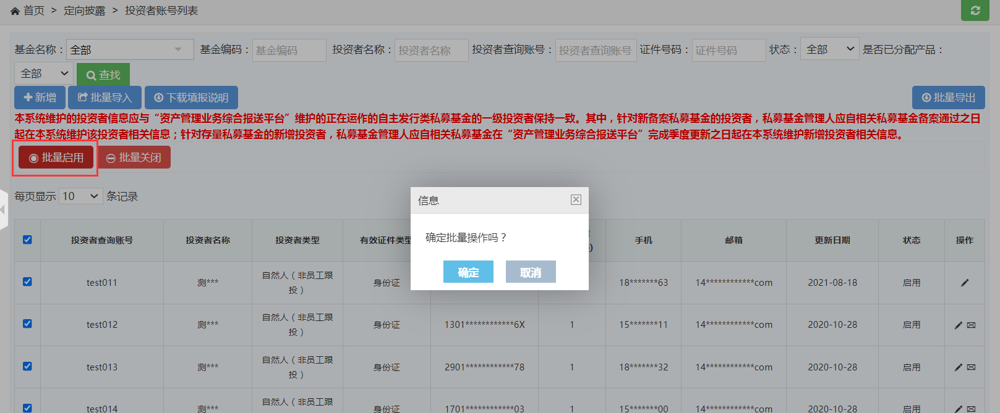 首页 > 定向披露 > 投资者账号列表
基金名称： 全部 基金编码： 基金编码 投资者名称： 投资者名称 投资者查询账号： 投资者查询账号 证件号码： 证件号码 状态： 全部 是否已分配产品：
全部 查找
新增 批量导入 下载填报说明 批量导出
本系统维护的投资者信息应与“资产管理业务综合报送平台”维护的正在运作的自主发行类私募基金的一级投资者保持一致。其中，针对新备案私募基金的投资者，私募基金管理人应自相关私募基金备案通过之日
起在本系统维护该投资者相关信息；针对存量私募基金的新增投资者，私募基金管理人应自相关私募基金在“资产管理业务综合报送平台”完成季度更新之日起在本系统维护新增投资者相关信息。
批量启用 批量关闭
每页显示 10 条记录
信息
确定批量操作吗？
确定 取消
投资者查询账号 投资者名称 投资者类型 有效证件类型 手机 邮箱 更新日期 状态 操作
test011 测*** 自然人（非员工跟投） 身份证 18*******63 14************com 2021-08-18 启用
test012 测*** 自然人（非员工跟投） 身份证 1301************6X 1 15*******11 14************com 2020-10-28 启用
test013 测*** 自然人（非员工跟投） 身份证 2901************78 1 18*******32 14************com 2020-10-28 启用
test014 测*** 自然人（非员工跟 身份证 1701************03 1 15*******00 14************com 2020-10-28 启用